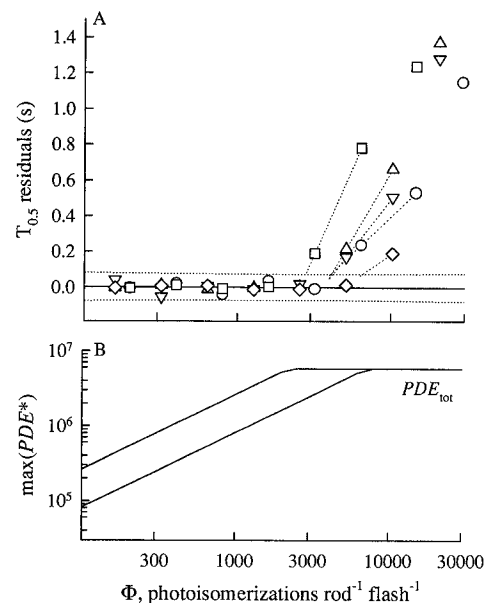 A
1.4
1.2
1.0
0.8
0.6
0.4
0.2
0.0
T0.5 residuals (s)
B
10^7
10^6
10^5
max(PDE*)
PDEtot
300 1000 3000 10000 30000
Φ, photoisomerizations rod^-1 flash^-1